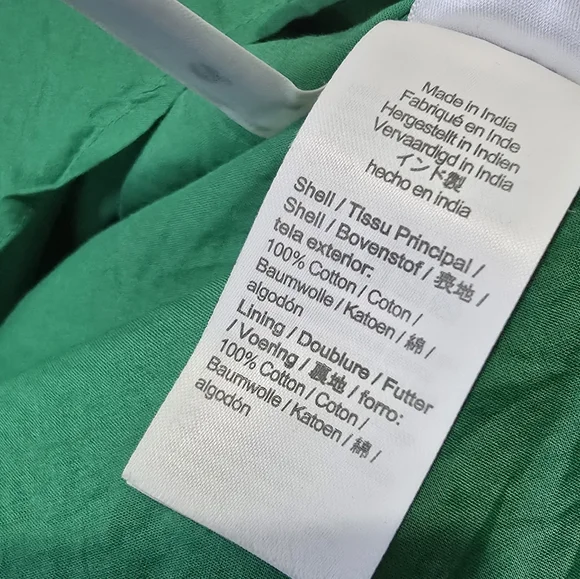 Made in India
Fabriqué en Inde
Hergestellt in Indien
Vervaardigd in India
インド製
hecho en india
Shell / Tissu Principal /
Shell / Bovenstof / 表地 /
tela exterior:
100% Cotton / Coton /
Baumwolle / Katoen / 綿 /
algodón
Lining / Doublure / Futter
/ Voering / 裏地 / forro:
100% Cotton / Coton /
Baumwolle / Katoen / 綿 /
algodón